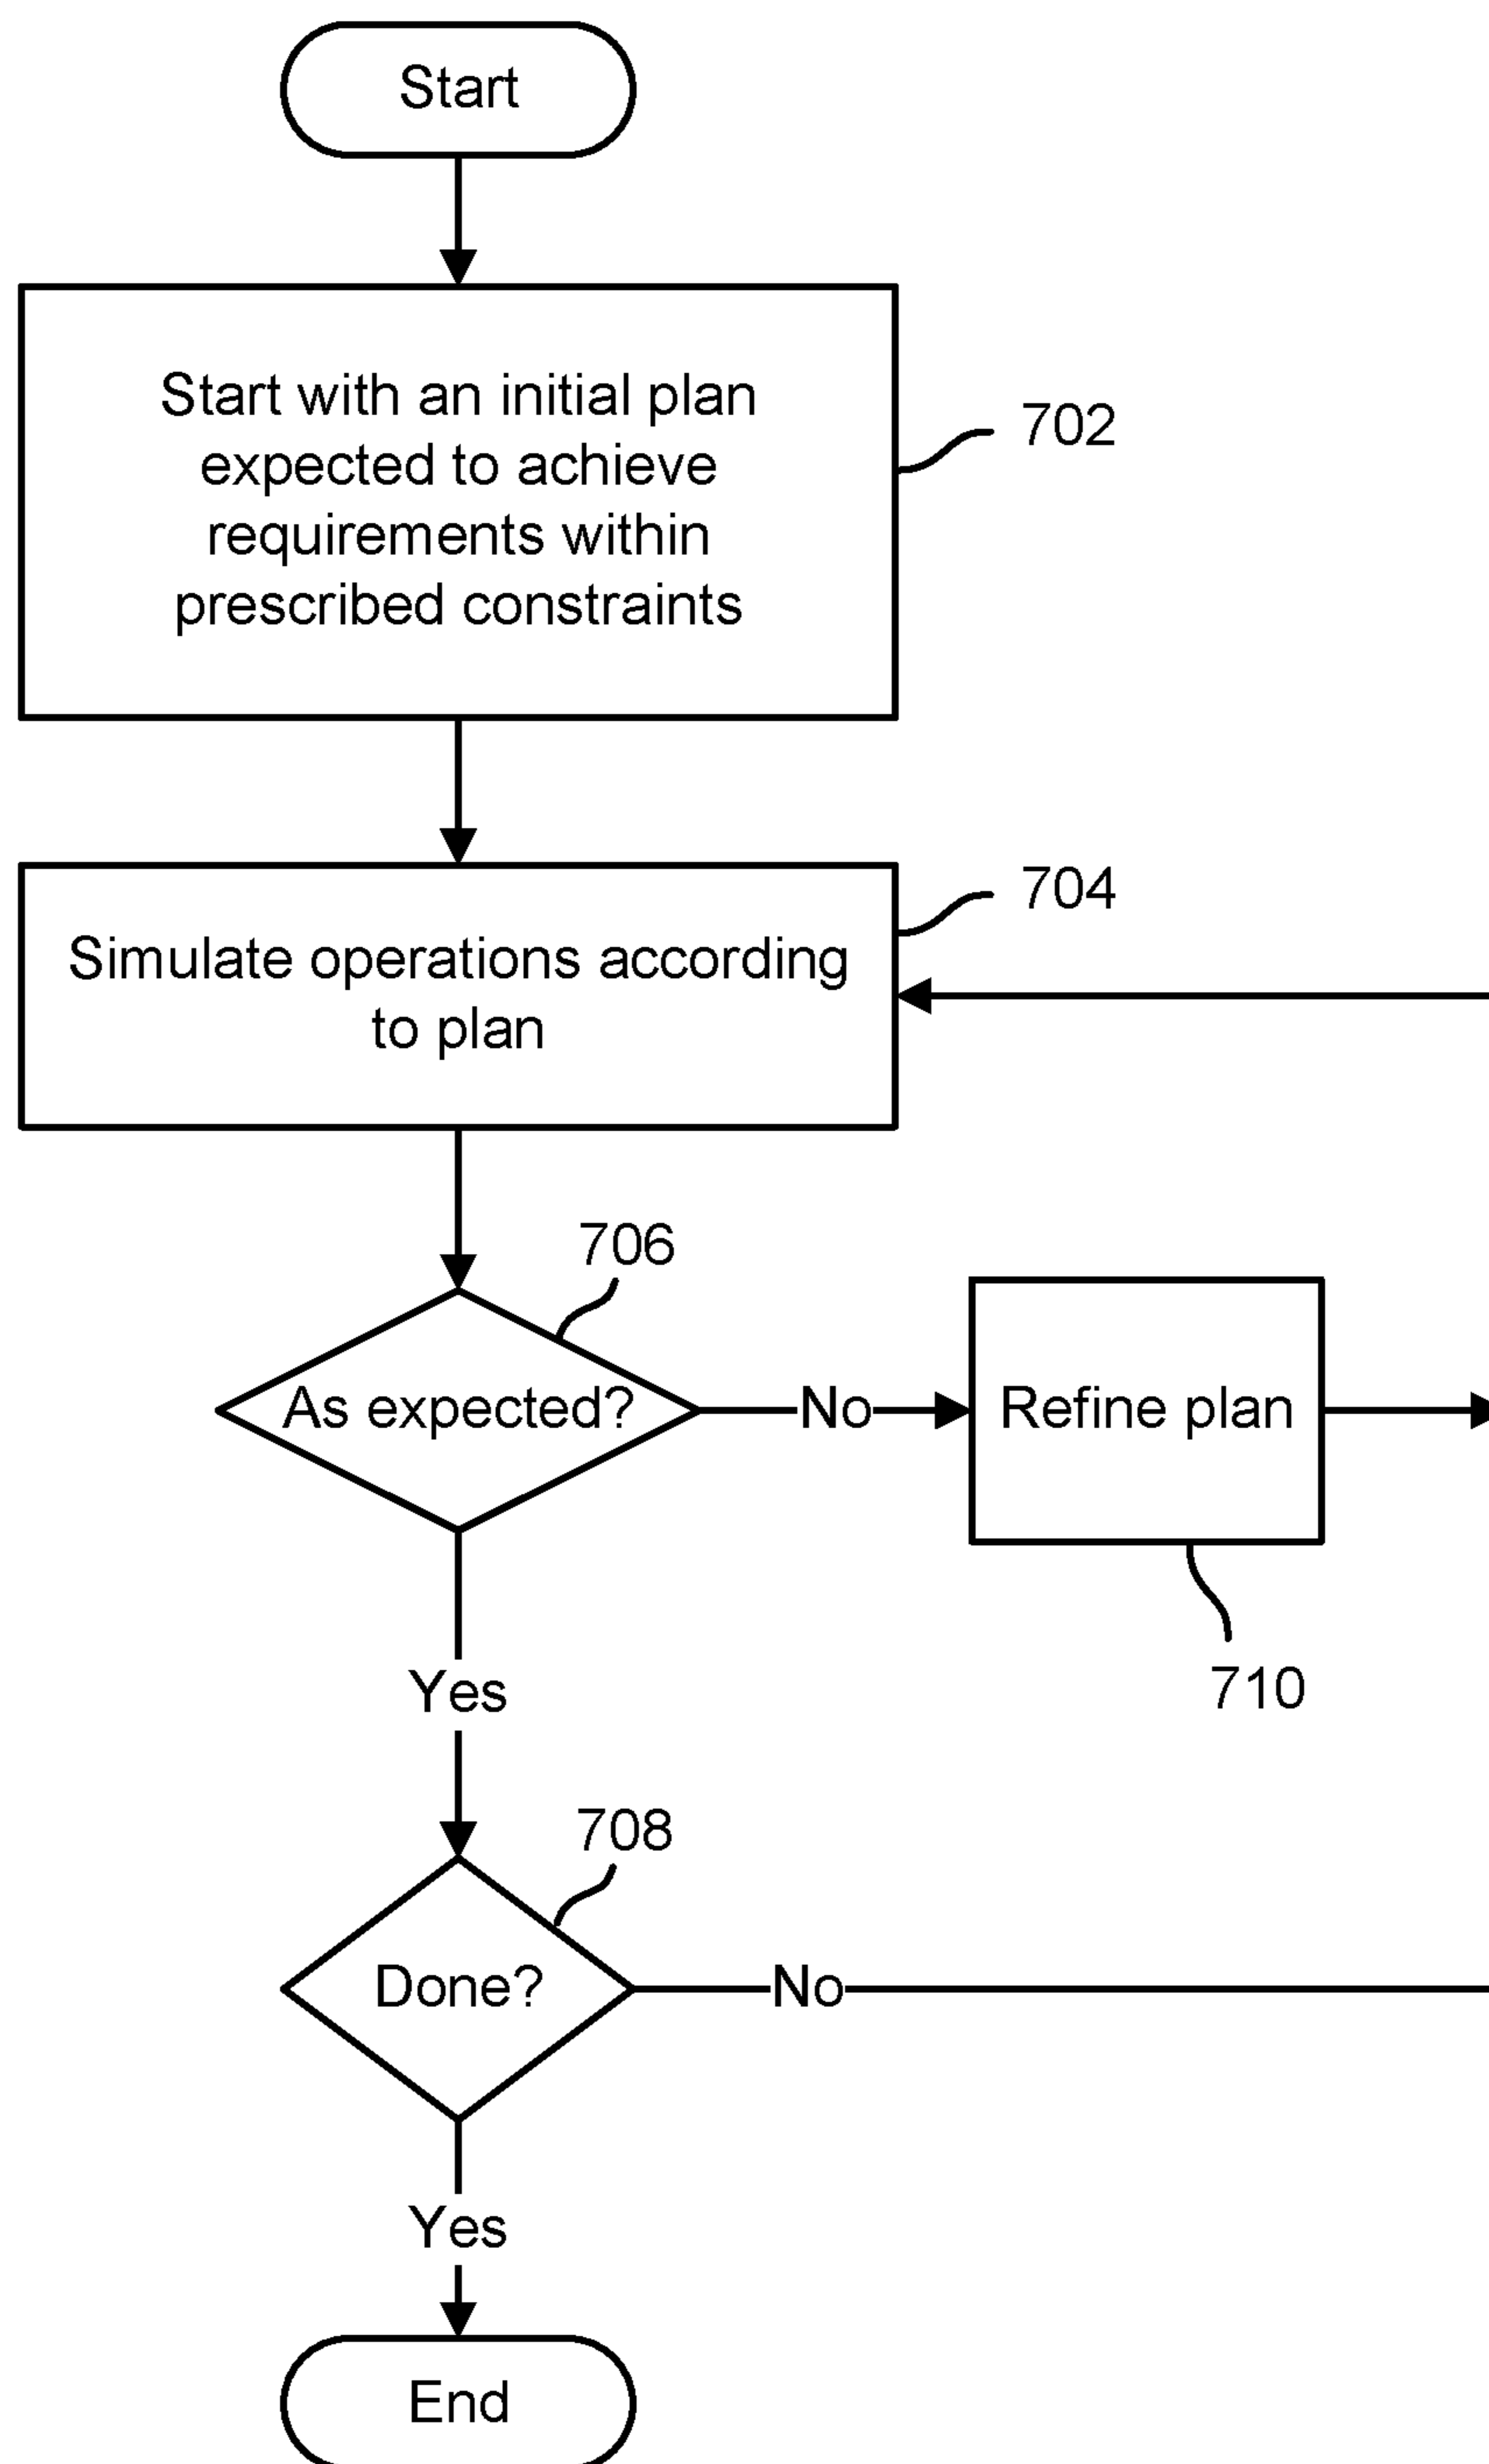 Start
Start with an initial plan
expected to achieve
requirements within
prescribed constraints
702
704
Simulate operations according
to plan
706
As expected?
No
Refine plan
710
Yes
708
Done?
No
Yes
End